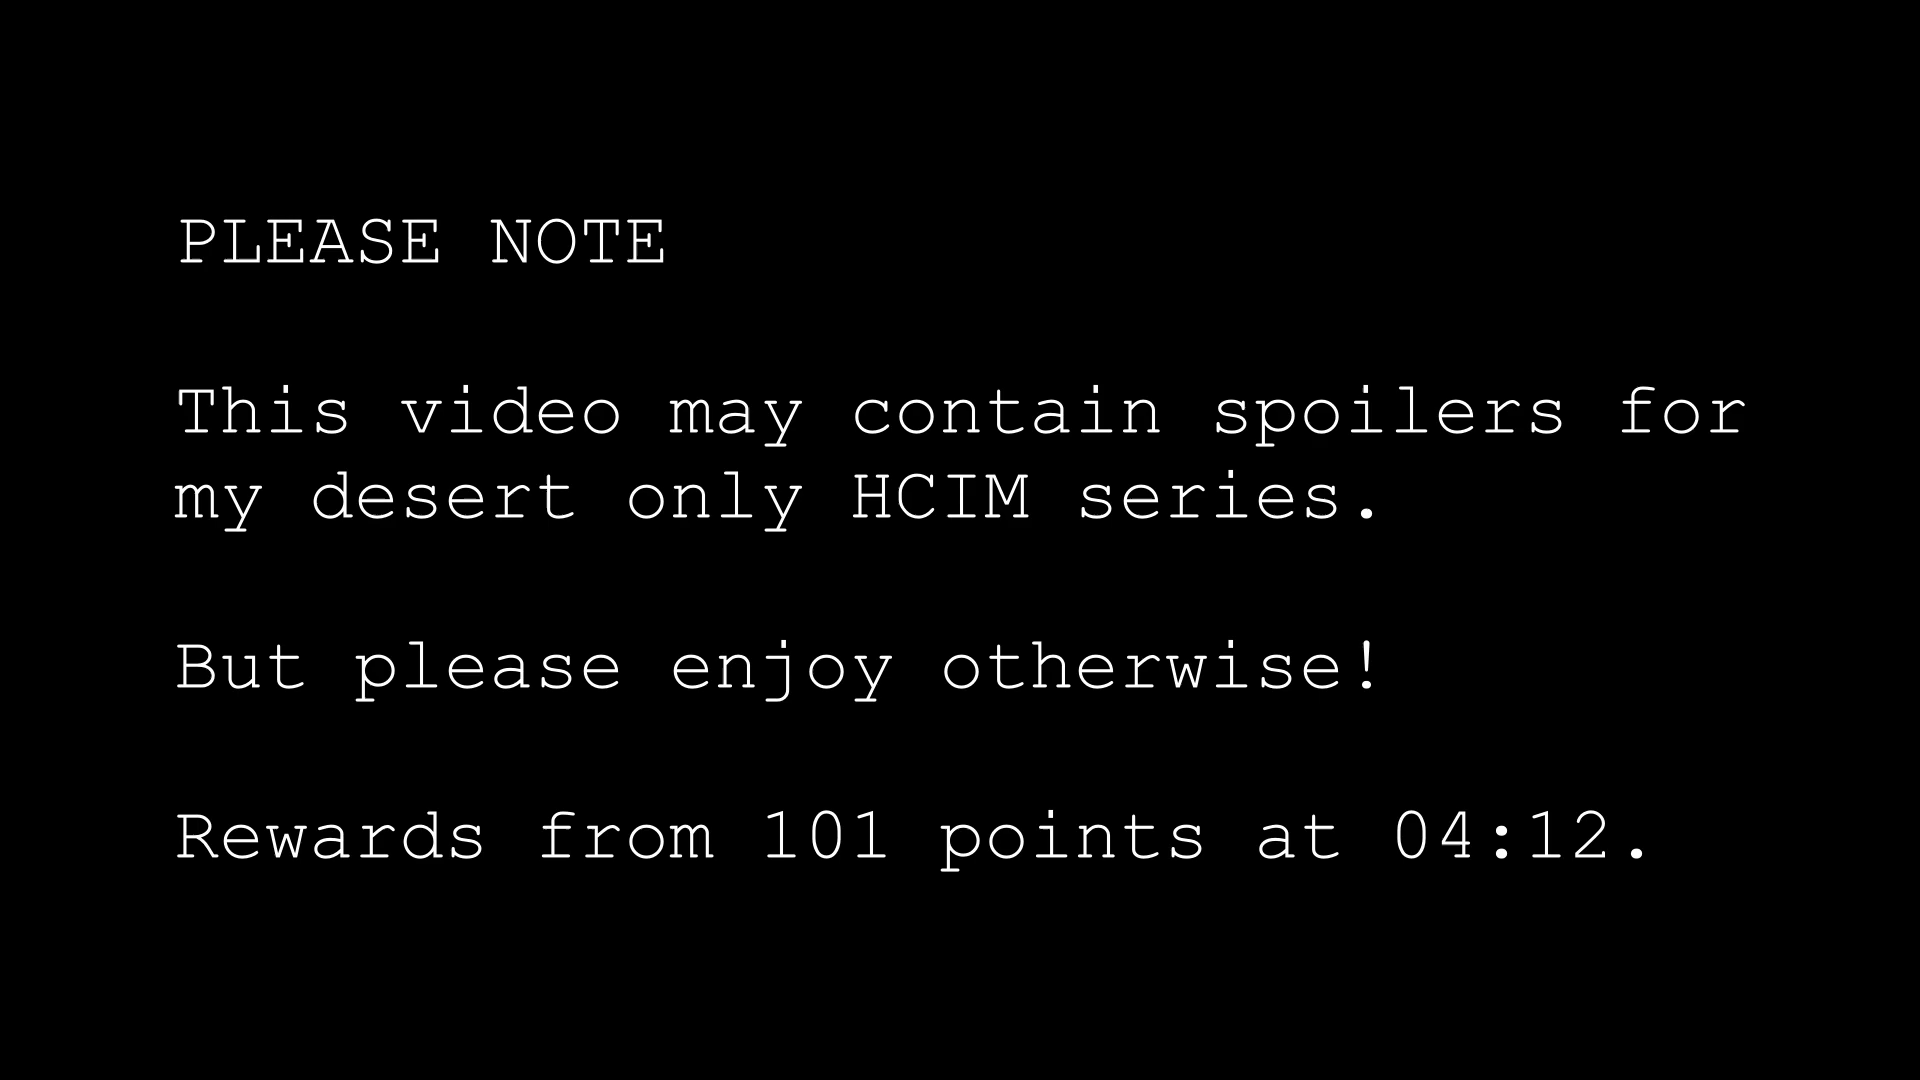 PLEASE NOTE
This video may contain spoilers for
my desert only HCIM series.
But please enjoy otherwise!
Rewards from 101 points at 04:12.